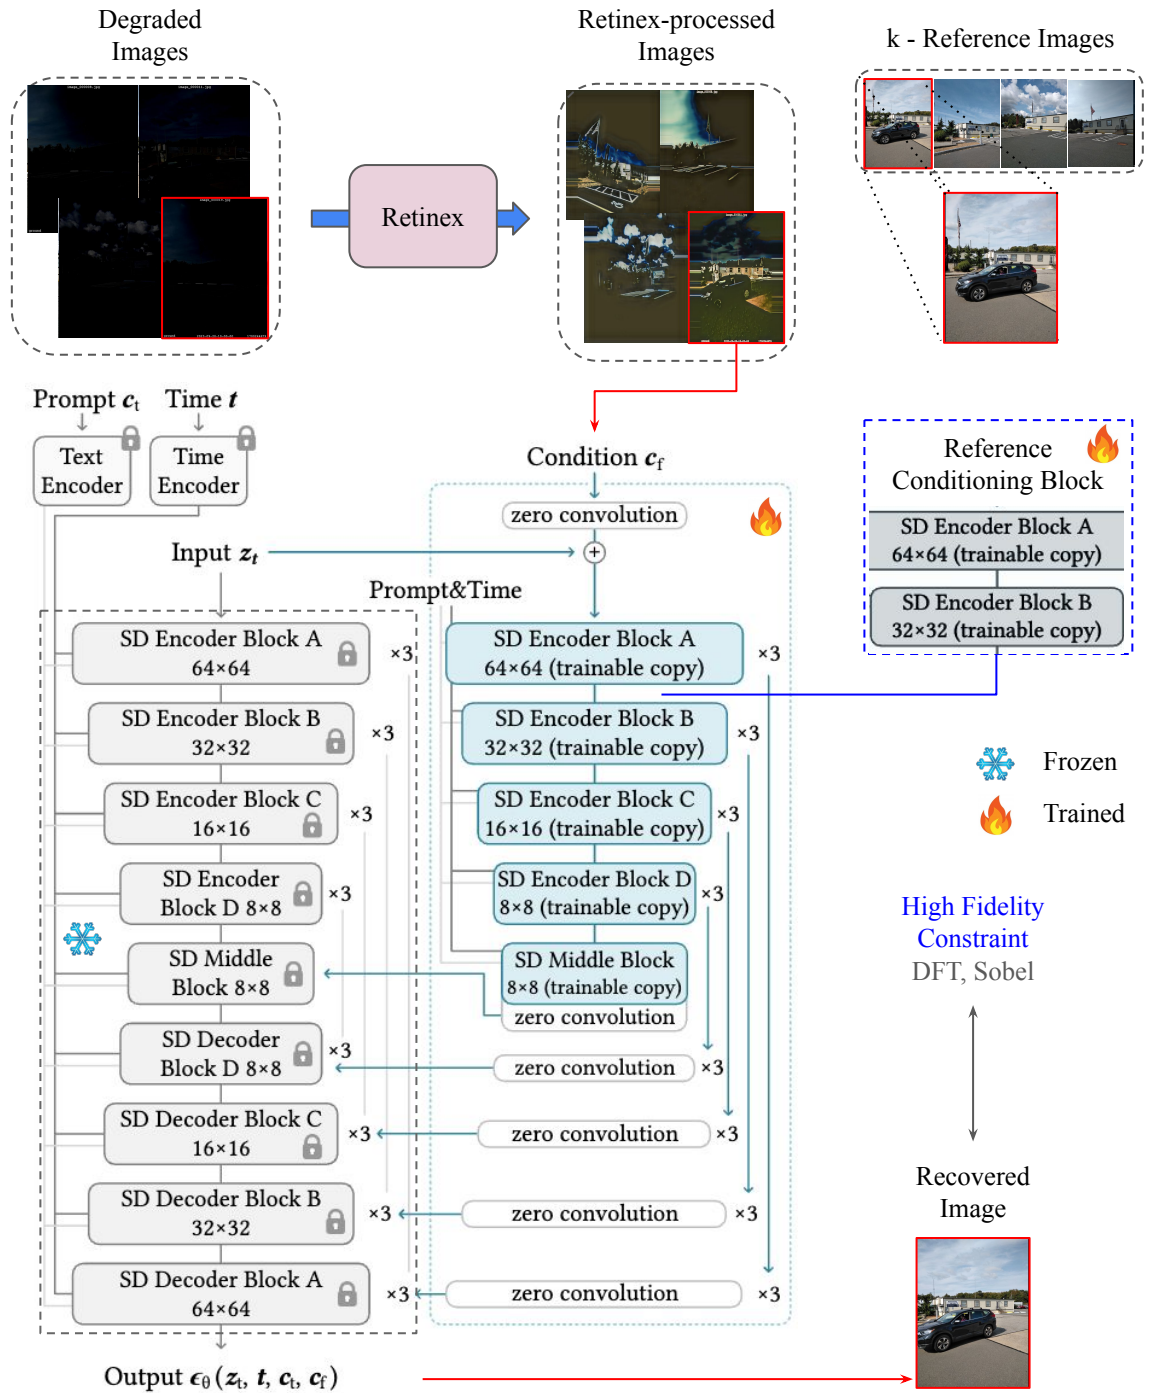 Degraded
Images
Retinex-processed
Images
k - Reference Images
Retinex
Prompt cₜ
Time t
Text
Encoder
Time
Encoder
Condition c_f
zero convolution
Input zₜ
+
Prompt&Time
Reference
Conditioning Block
SD Encoder Block A
64×64 (trainable copy)
SD Encoder Block B
32×32 (trainable copy)
SD Encoder Block A
64×64
×3
SD Encoder Block B
32×32
×3
SD Encoder Block C
16×16
×3
SD Encoder
Block D 8×8
×3
SD Middle
Block 8×8
SD Decoder
Block D 8×8
×3
SD Decoder Block C
16×16
×3
SD Decoder Block B
32×32
×3
SD Decoder Block A
64×64
×3
SD Encoder Block A
64×64 (trainable copy)
×3
SD Encoder Block B
32×32 (trainable copy)
×3
SD Encoder Block C
16×16 (trainable copy)
×3
SD Encoder Block D
8×8 (trainable copy)
×3
SD Middle Block
8×8 (trainable copy)
zero convolution
zero convolution
×3
zero convolution
×3
zero convolution
×3
zero convolution
×3
Frozen
Trained
High Fidelity
Constraint
DFT, Sobel
Recovered
Image
Output ϵ_θ(zₜ, t, cₜ, c_f)